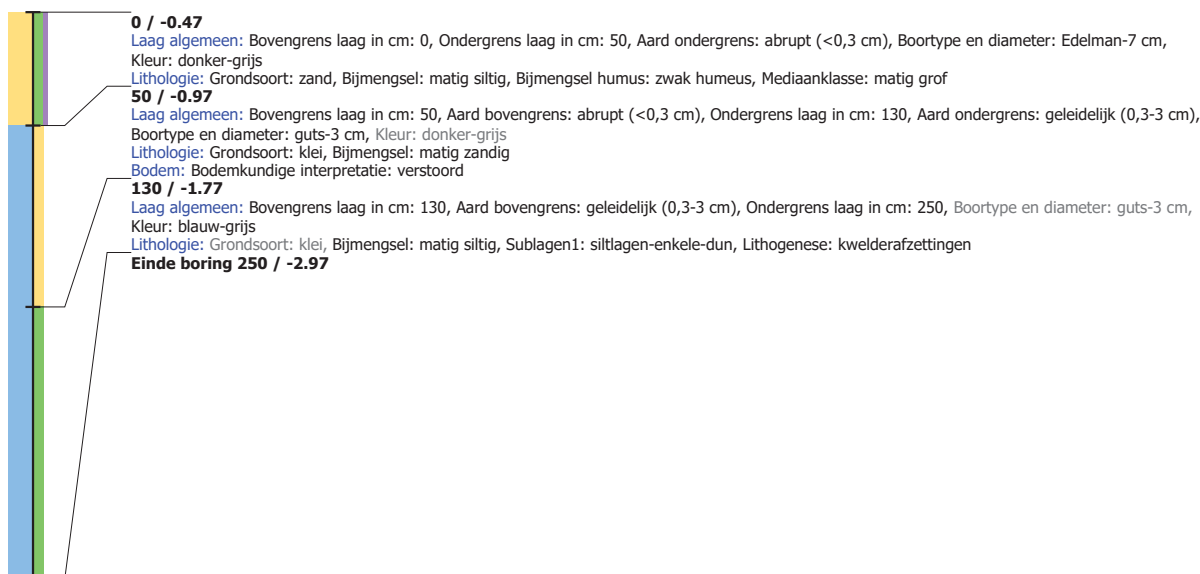 0 / -0.47
Laag algemeen: Bovengrens laag in cm: 0, Ondergrens laag in cm: 50, Aard ondergrens: abrupt (<0,3 cm), Boortype en diameter: Edelman-7 cm,
Kleur: donker-grijs
Lithologie: Grondsoort: zand, Bijmengsel: matig siltig, Bijmengsel humus: zwak humeus, Mediaanklasse: matig grof
50 / -0.97
Laag algemeen: Bovengrens laag in cm: 50, Aard bovengrens: abrupt (<0,3 cm), Ondergrens laag in cm: 130, Aard ondergrens: geleidelijk (0,3-3 cm),
Boortype en diameter: guts-3 cm, Kleur: donker-grijs
Lithologie: Grondsoort: klei, Bijmengsel: matig zandig
Bodem: Bodemkundige interpretatie: verstoord
130 / -1.77
Laag algemeen: Bovengrens laag in cm: 130, Aard bovengrens: geleidelijk (0,3-3 cm), Ondergrens laag in cm: 250, Boortype en diameter: guts-3 cm,
Kleur: blauw-grijs
Lithologie: Grondsoort: klei, Bijmengsel: matig siltig, Sublagen1: siltlagen-enkele-dun, Lithogenese: kwelderafzettingen
Einde boring 250 / -2.97